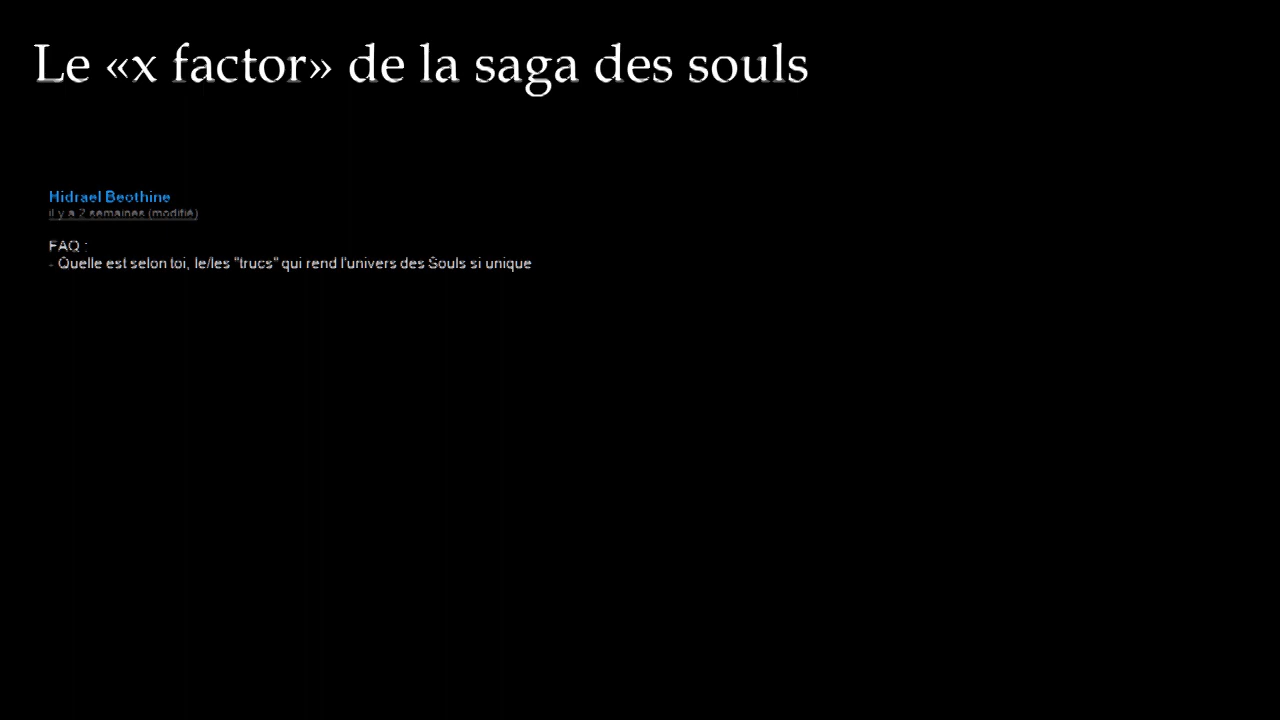 Le «x factor» de la saga des souls
Hidrael Beothine
il y a 2 semaines (modifié)
FAQ :
- Quelle est selon toi, le/les "trucs" qui rend l'univers des Souls si unique